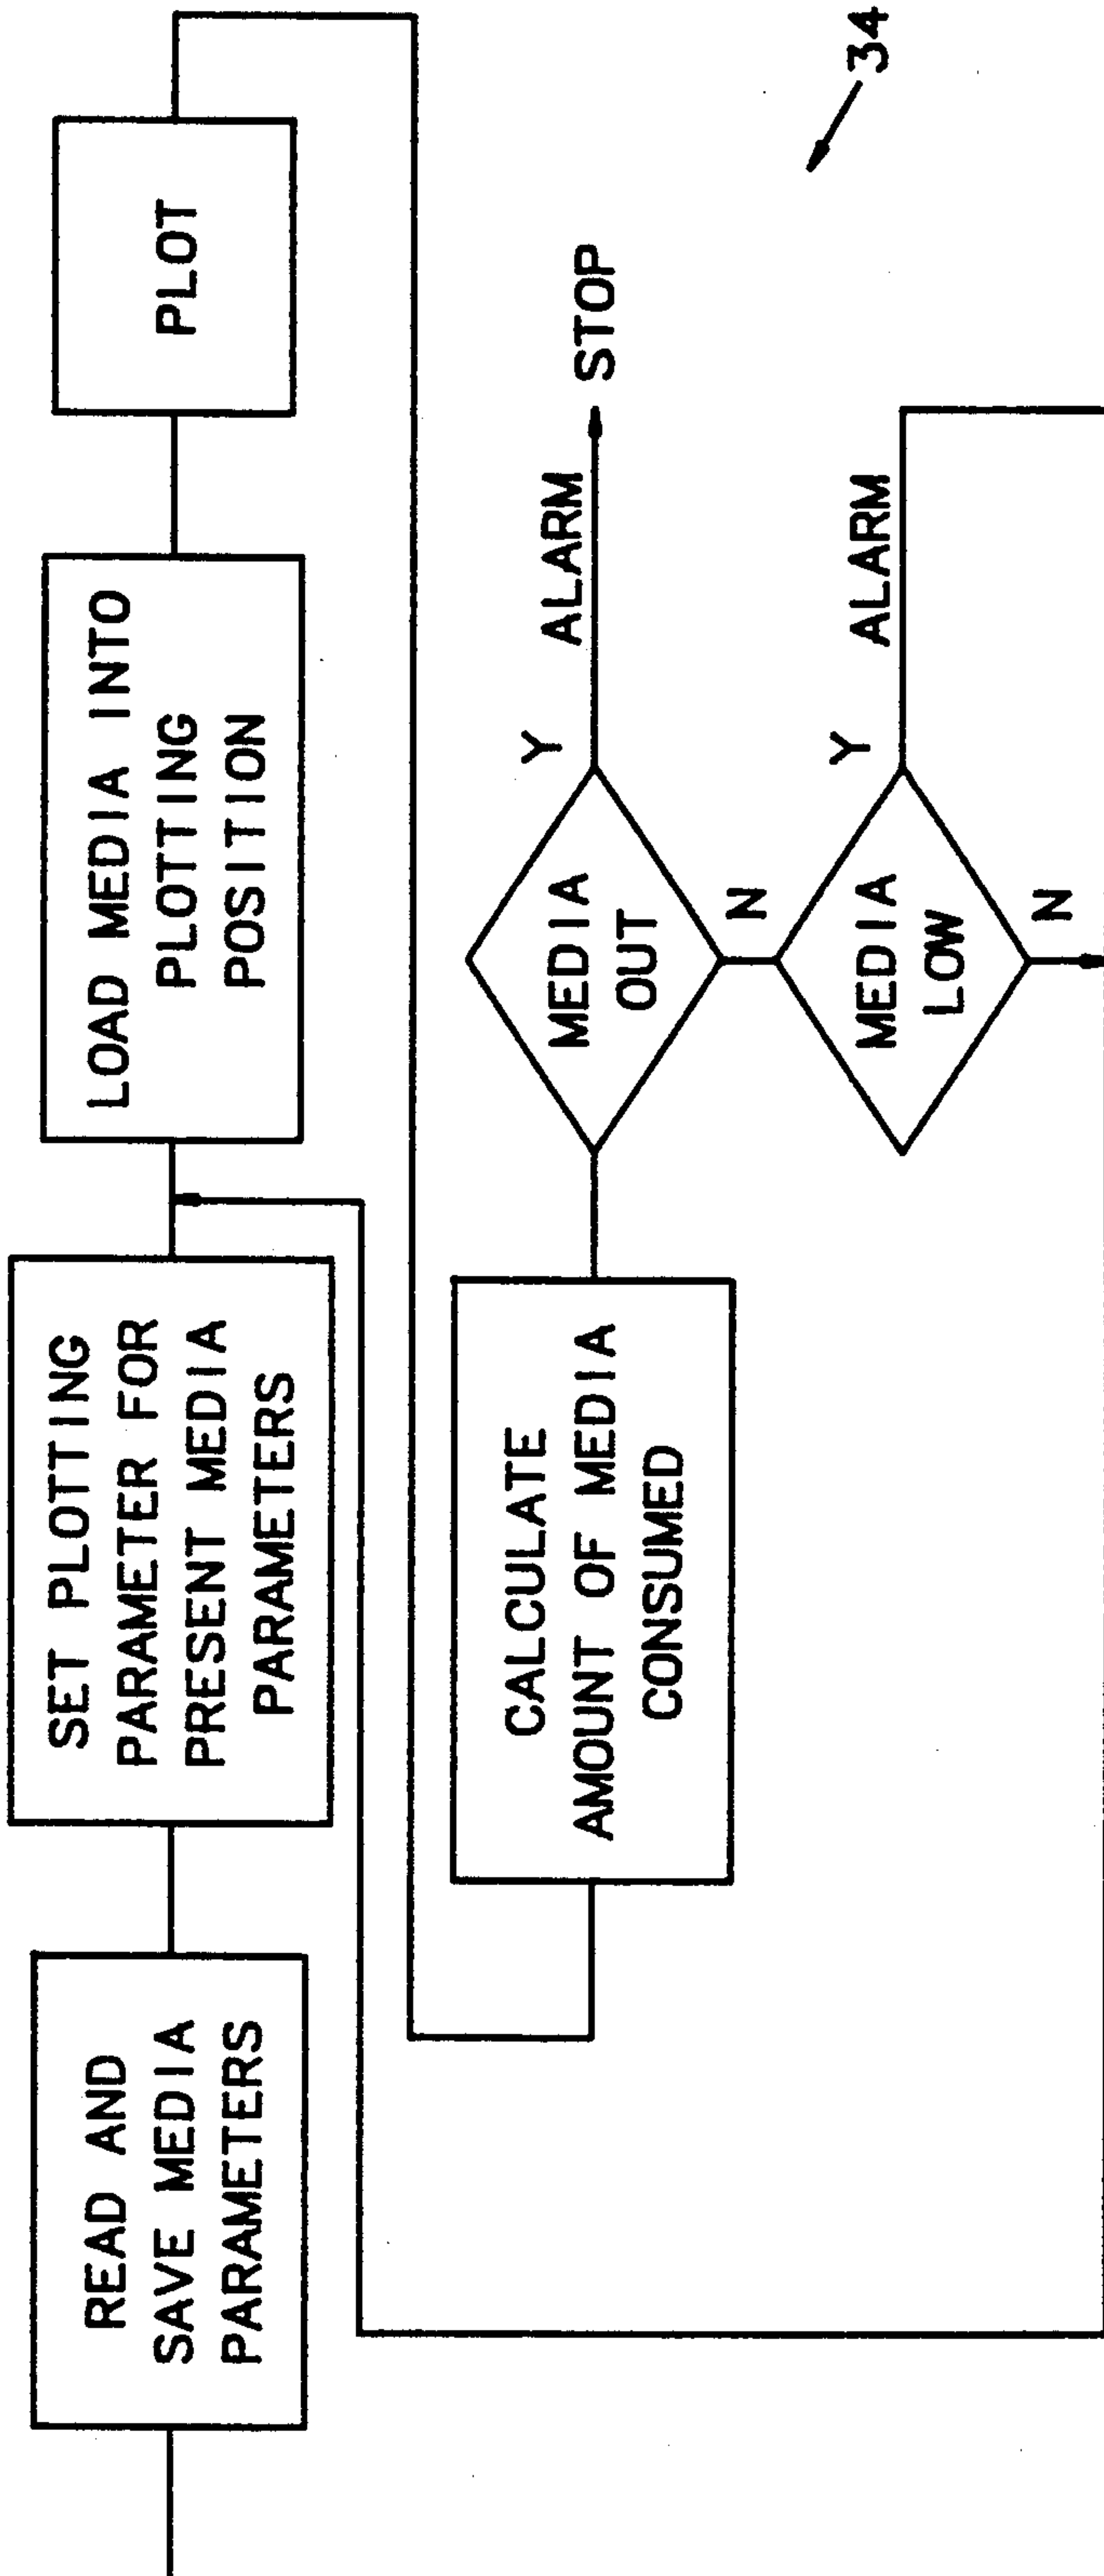 READ AND
SAVE MEDIA
PARAMETERS
SET PLOTTING
PARAMETER FOR
PRESENT MEDIA
PARAMETERS
LOAD MEDIA INTO
PLOTTING
POSITION
PLOT
CALCULATE
AMOUNT OF MEDIA
CONSUMED
MEDIA
OUT
Y
ALARM
STOP
N
MEDIA
LOW
Y
ALARM
N
34